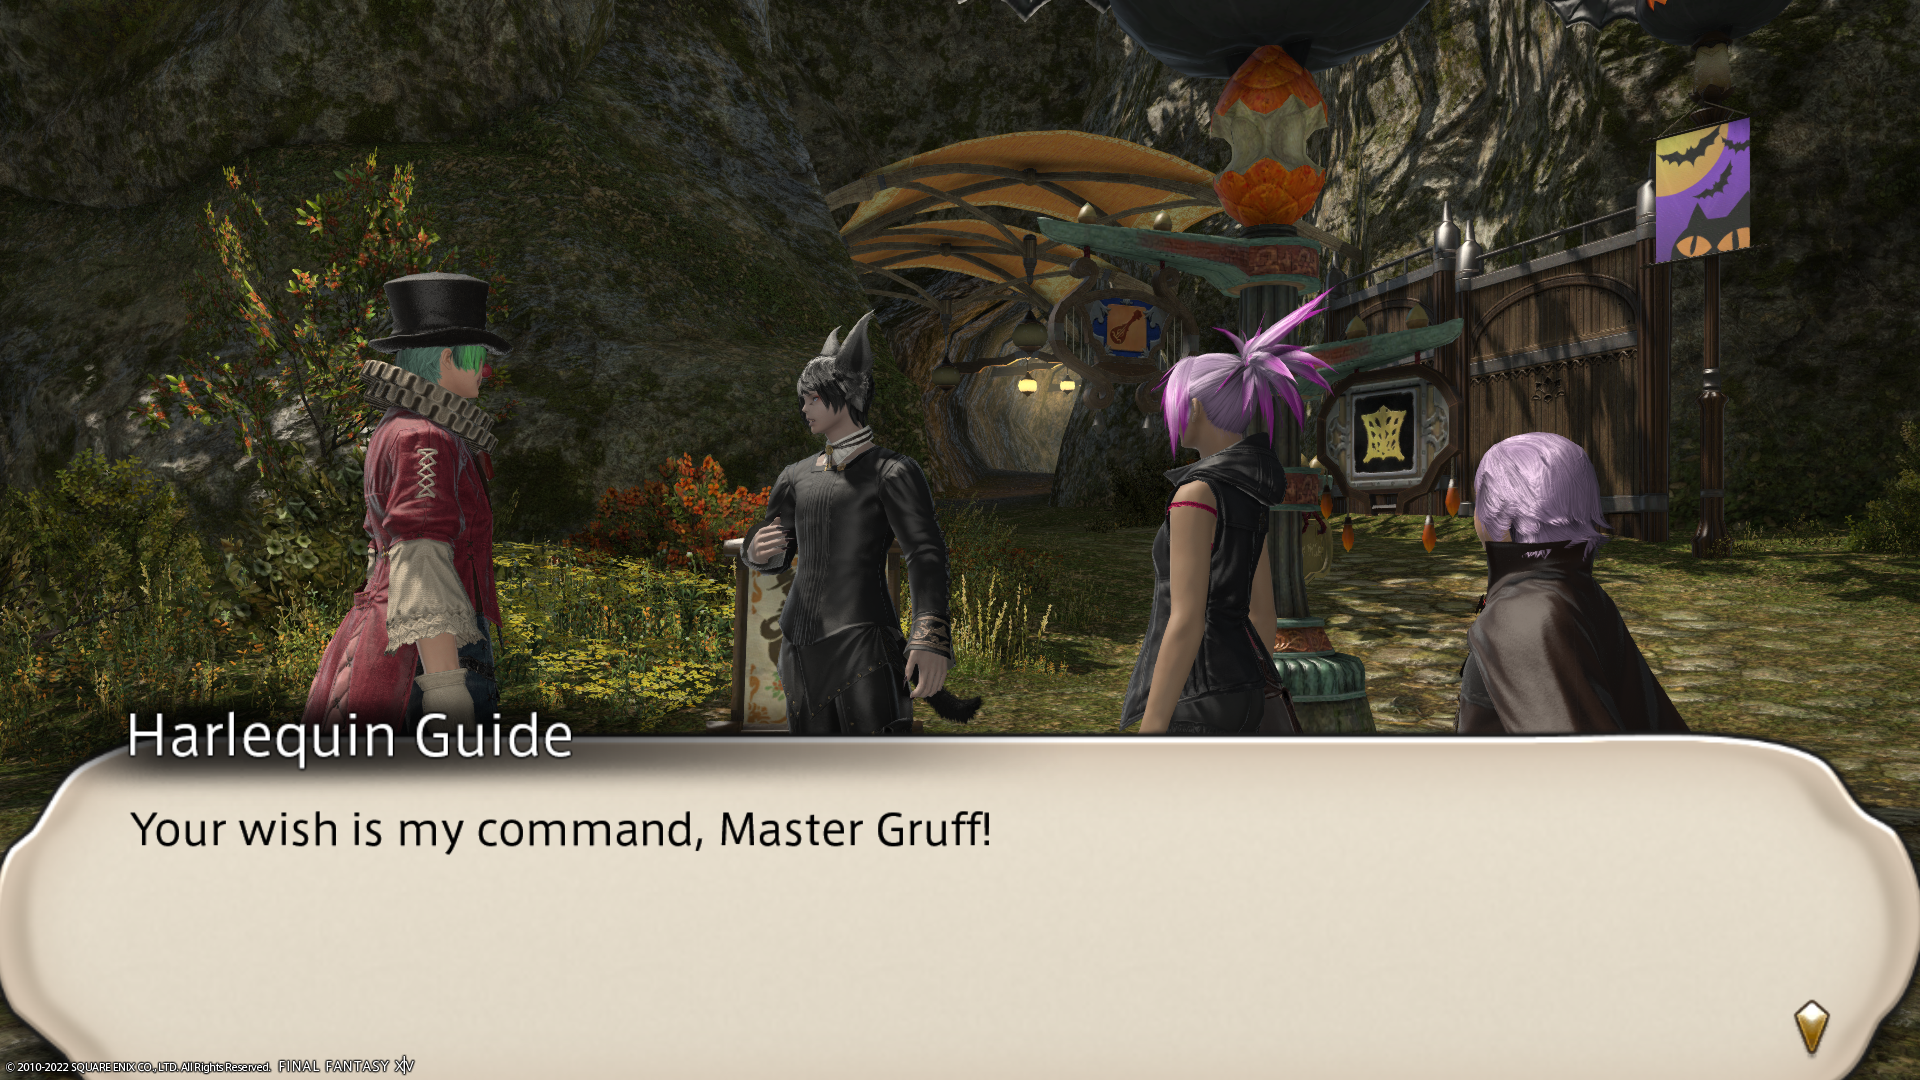 Harlequin Guide
Your wish is my command, Master Gruff!
© 2010-2022 SQUARE ENIX CO., LTD. All Rights Reserved. FINAL FANTASY XIV